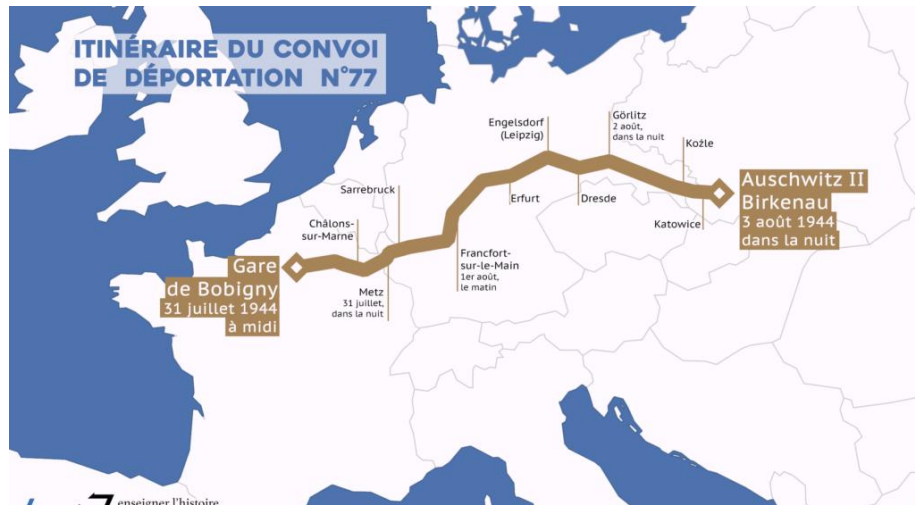 ITINÉRAIRE DU CONVOI
DE DÉPORTATION N°77
Engelsdorf
(Leipzig)
Görlitz
2 août,
dans la nuit
Koźle
Sarrebruck
Erfurt
Dresde
Katowice
Auschwitz II
Birkenau
3 août 1944
dans la nuit
Châlons-
sur-Marne
Francfort-
sur-le-Main
1er août,
le matin
Gare
de Bobigny
31 juillet 1944
à midi
Metz
31 juillet,
dans la nuit
enseigner l'histoire